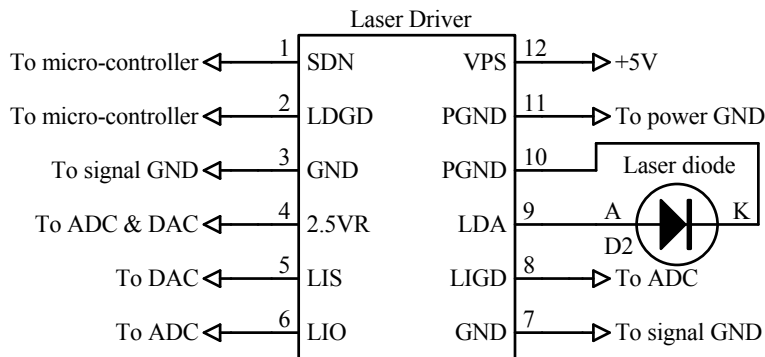 Laser Driver
To micro-controller 1 SDN VPS 12 +5V
To micro-controller 2 LDGD PGND 11 To power GND
To signal GND 3 GND PGND 10
Laser diode
To ADC & DAC 4 2.5VR LDA 9 A K
D2
To DAC 5 LIS LIGD 8 To ADC
To ADC 6 LIO GND 7 To signal GND